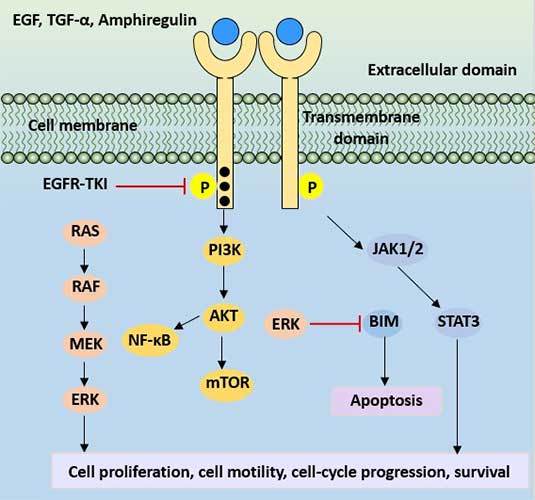 EGF, TGF-α, Amphiregulin
Extracellular domain
Cell membrane
Transmembrane
domain
EGFR-TKI
P
P
RAS
PI3K
JAK1/2
RAF
AKT
ERK
BIM
STAT3
MEK
NF-κB
mTOR
ERK
Apoptosis
Cell proliferation, cell motility, cell-cycle progression, survival